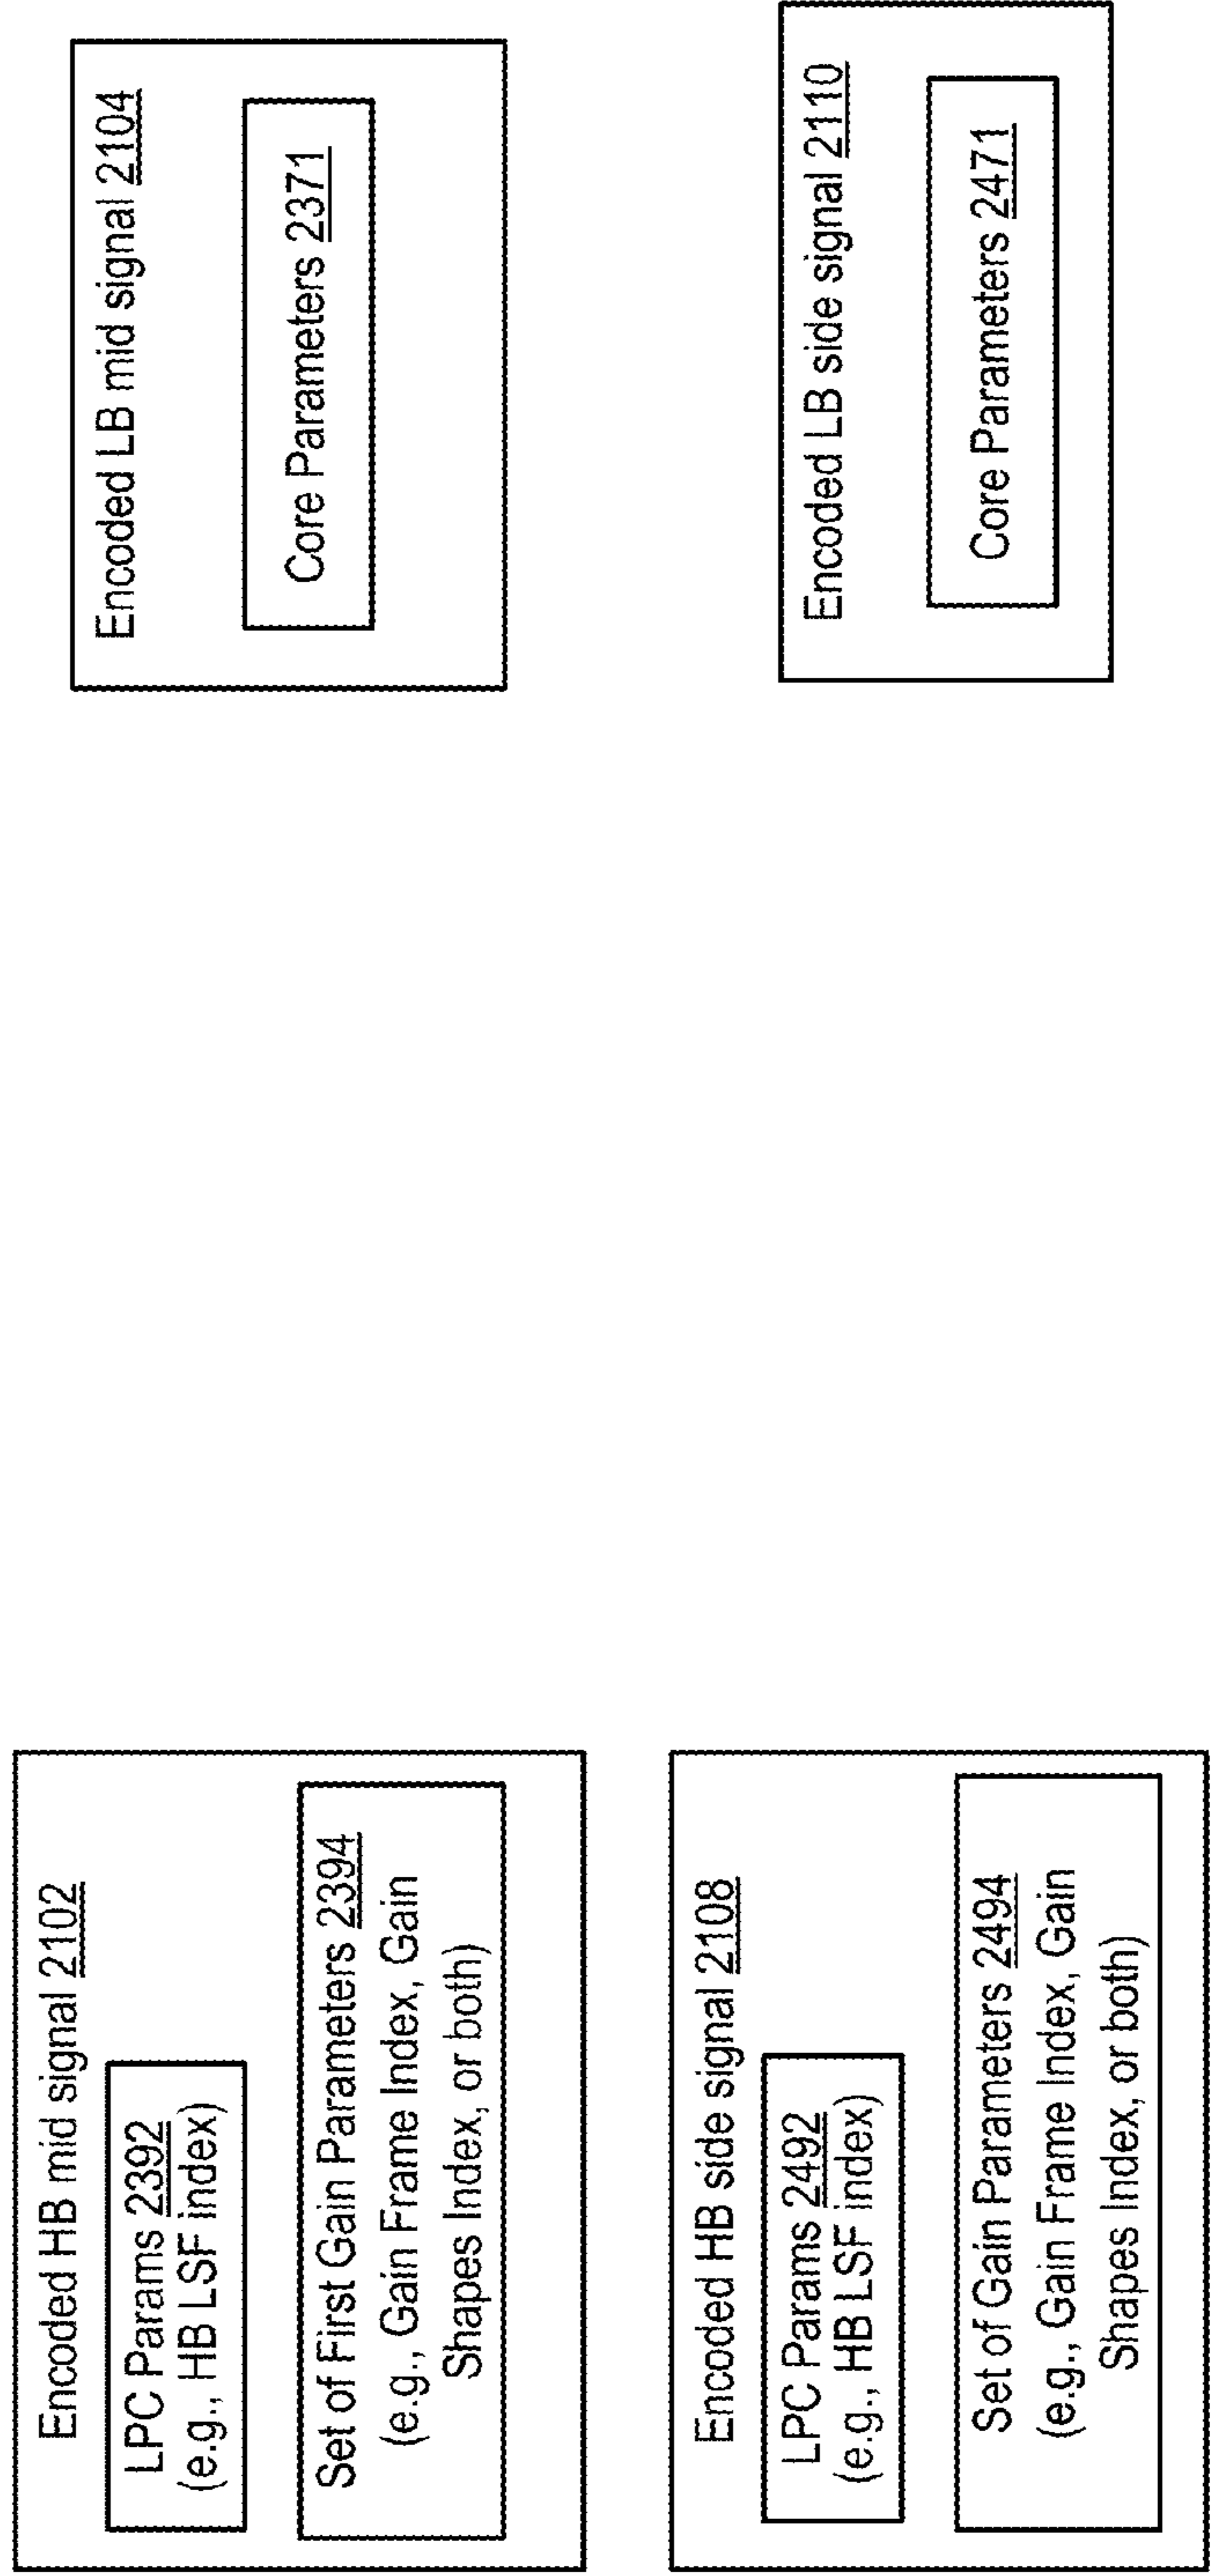 Encoded HB mid signal 2102
LPC Params 2392
(e.g., HB LSF index)
Set of First Gain Parameters 2394
(e.g., Gain Frame Index, Gain
Shapes Index, or both)
Encoded LB mid signal 2104
Core Parameters 2371
Encoded HB side signal 2108
LPC Params 2492
(e.g., HB LSF index)
Set of Gain Parameters 2494
(e.g., Gain Frame Index, Gain
Shapes Index, or both)
Encoded LB side signal 2110
Core Parameters 2471